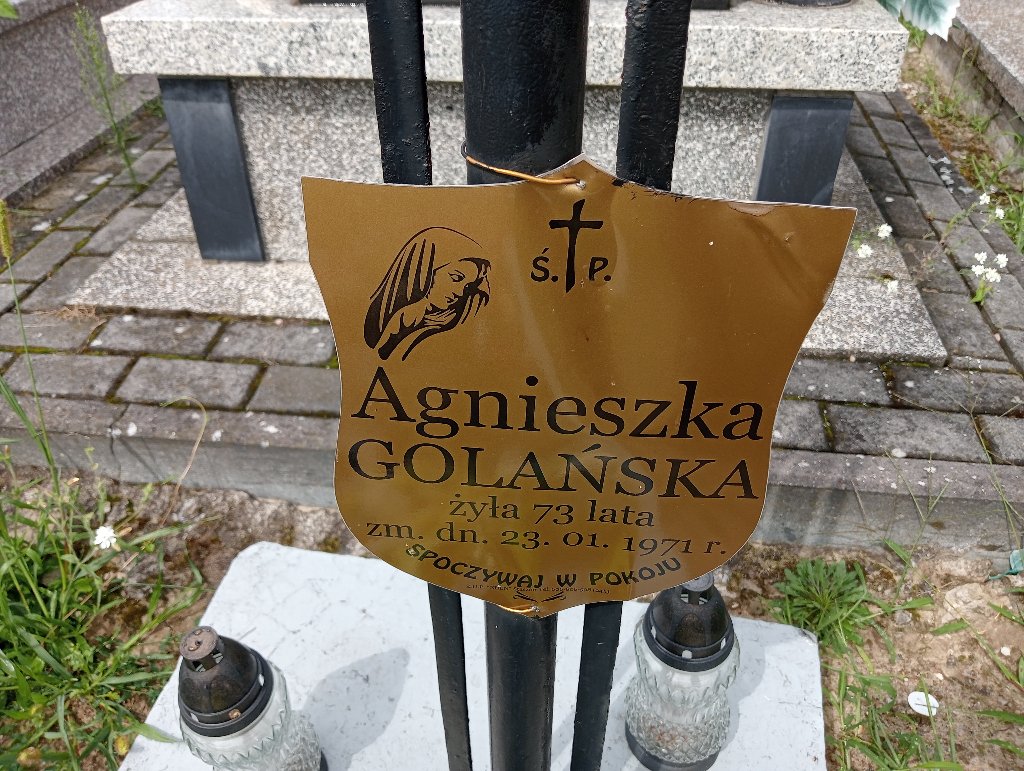 Ś. P.
Agnieszka
GOLAŃSKA
żyła 73 lata
zm. dn. 23. 01. 1971 r.
SPOCZYWAJ W POKOJU